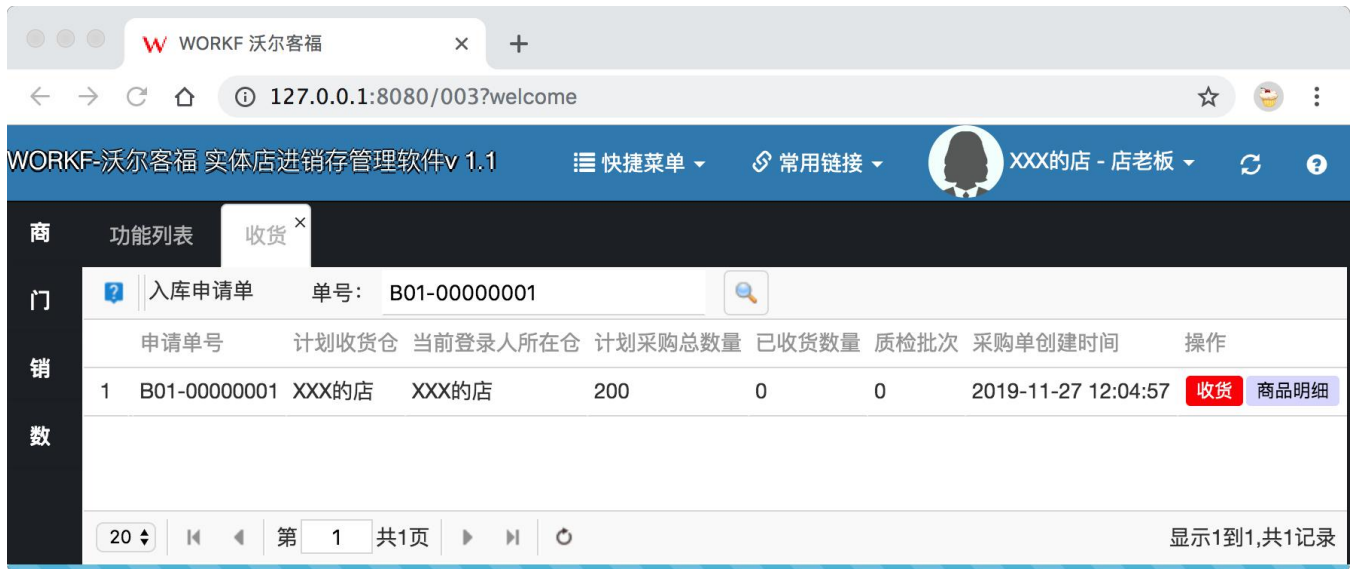 WORKF 沃尔客福
127.0.0.1:8080/003?welcome
WORKF-沃尔客福 实体店进销存管理软件v 1.1 快捷菜单 常用链接 XXX的店 - 店老板
商 功能列表 收货
门 入库申请单 单号: B01-00000001
申请单号 计划收货仓 当前登录人所在仓 计划采购总数量 已收货数量 质检批次 采购单创建时间 操作
销
1 B01-00000001 XXX的店 XXX的店 200 0 0 2019-11-27 12:04:57 收货 商品明细
数
20 第 1 共1页 显示1到1,共1记录